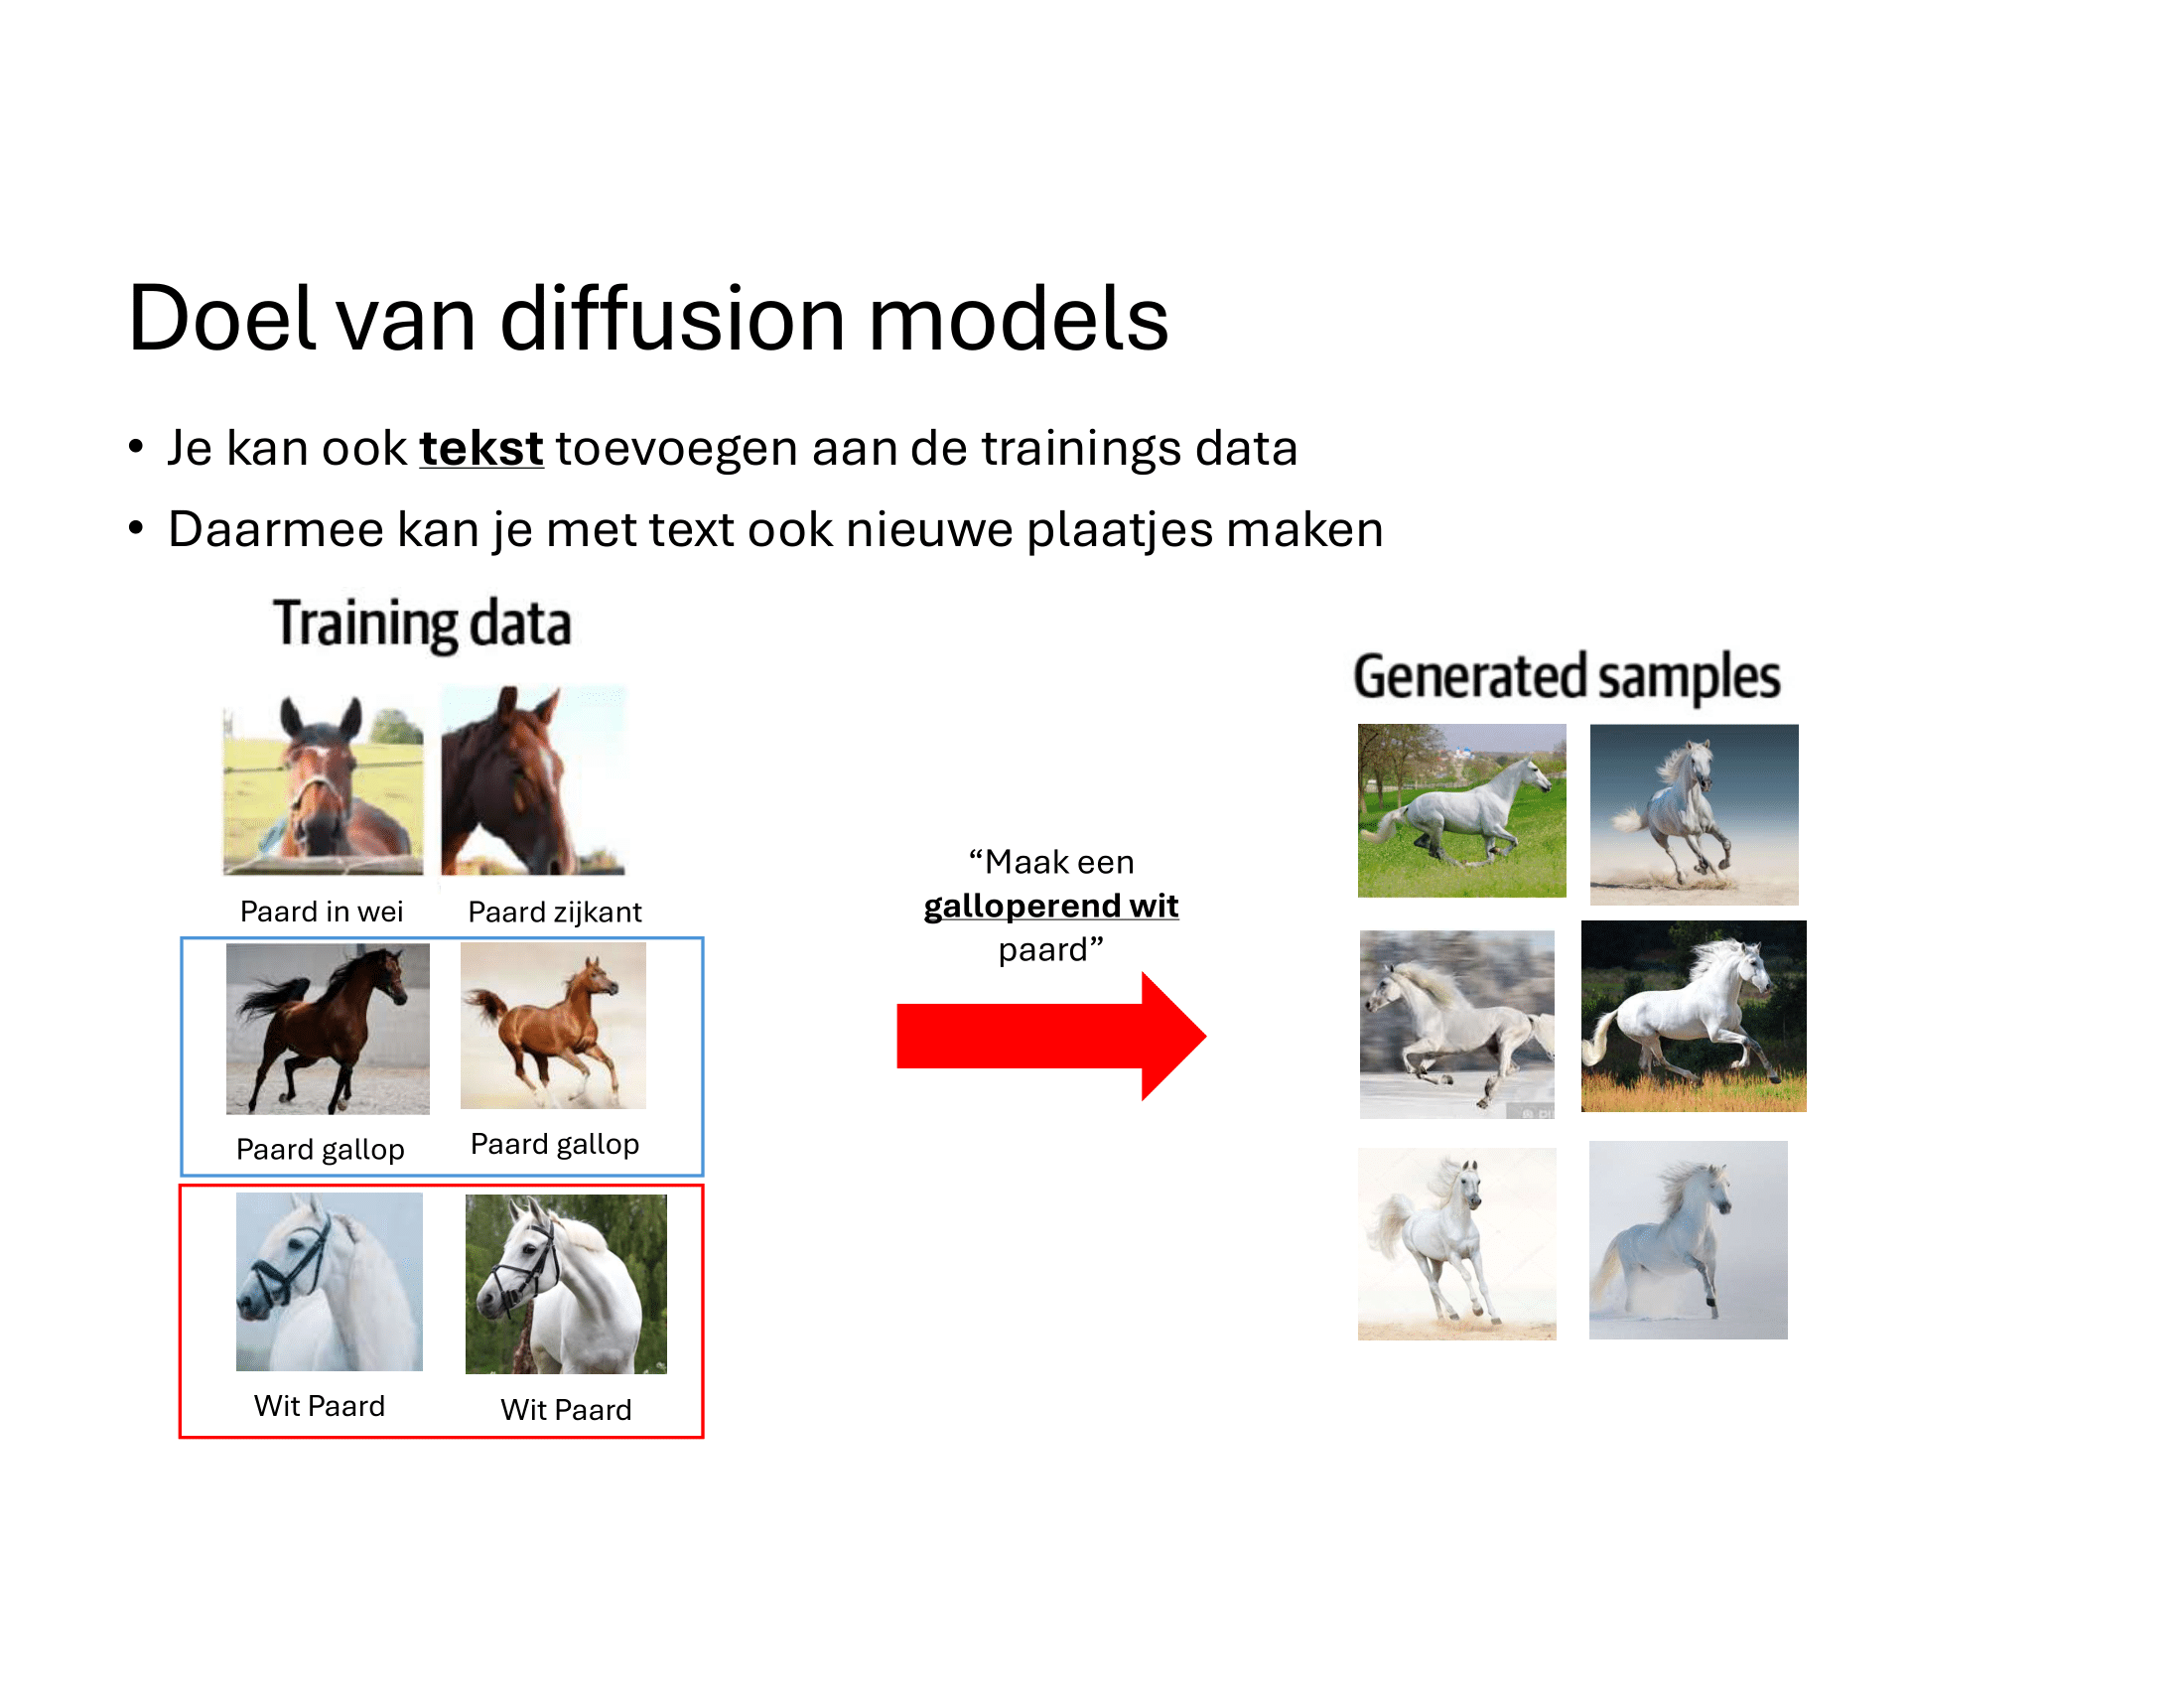 Doel van diffusion models
• Je kan ook tekst toevoegen aan de trainings data
• Daarmee kan je met text ook nieuwe plaatjes maken
Training data
Paard in wei
Paard zijkant
Paard gallop
Paard gallop
Wit Paard
Wit Paard
“Maak een
galloperend wit
paard”
Generated samples